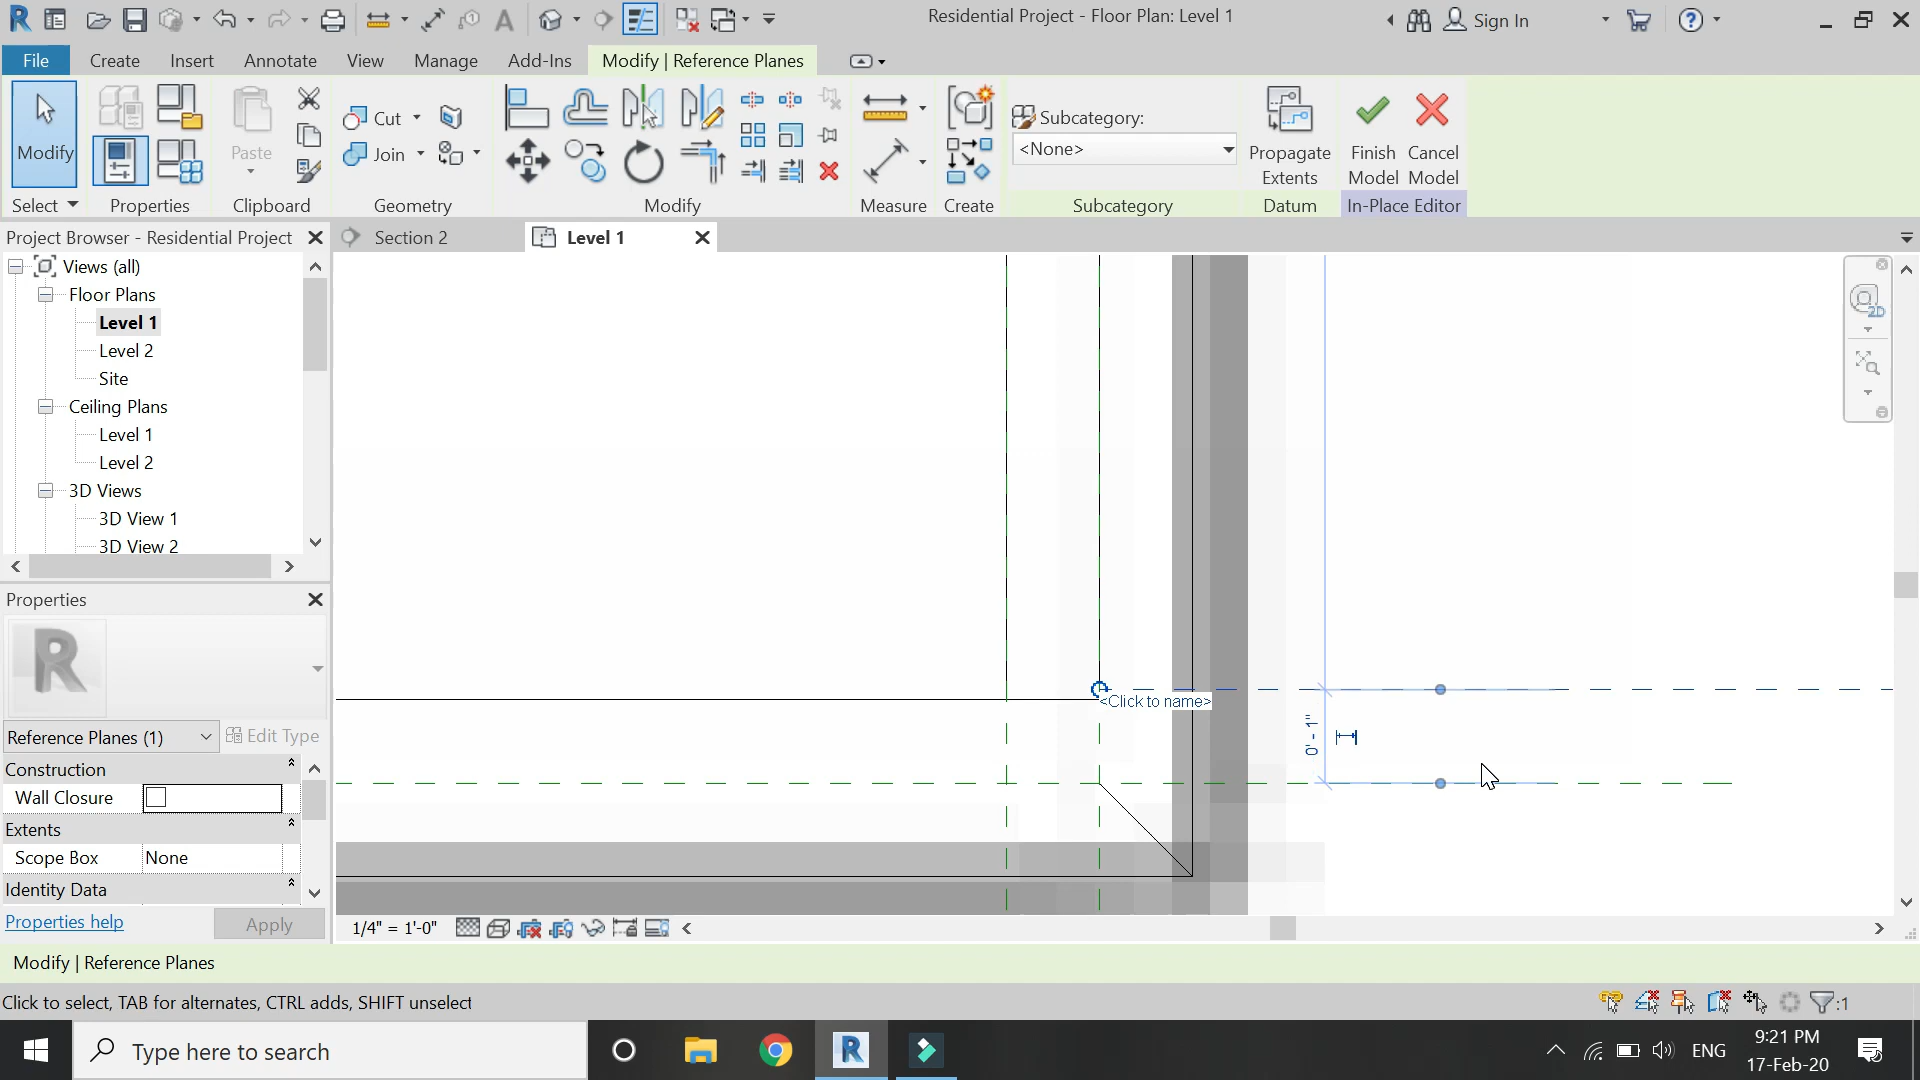 Residential Project - Floor Plan: Level 1
Sign In
File
Create
Insert
Annotate
View
Manage
Add-Ins
Modify | Reference Planes
Modify
Paste
Cut
Join
Subcategory:
<None>
Propagate
Extents
Finish
Model
Cancel
Model
Select
Properties
Clipboard
Geometry
Modify
Measure
Create
Subcategory
Datum
In-Place Editor
Project Browser - Residential Project
Section 2
Level 1
Views (all)
Floor Plans
Level 1
Level 2
Site
Ceiling Plans
Level 1
Level 2
3D Views
3D View 1
3D View 2
2D
Properties
Reference Planes (1)
Edit Type
Construction
Wall Closure
Extents
Scope Box
None
Identity Data
Properties help
Apply
<Click to name>
0' - 1"
1/4" = 1'-0"
Modify | Reference Planes
Click to select, TAB for alternates, CTRL adds, SHIFT unselect
:1
Type here to search
ENG
9:21 PM
17-Feb-20